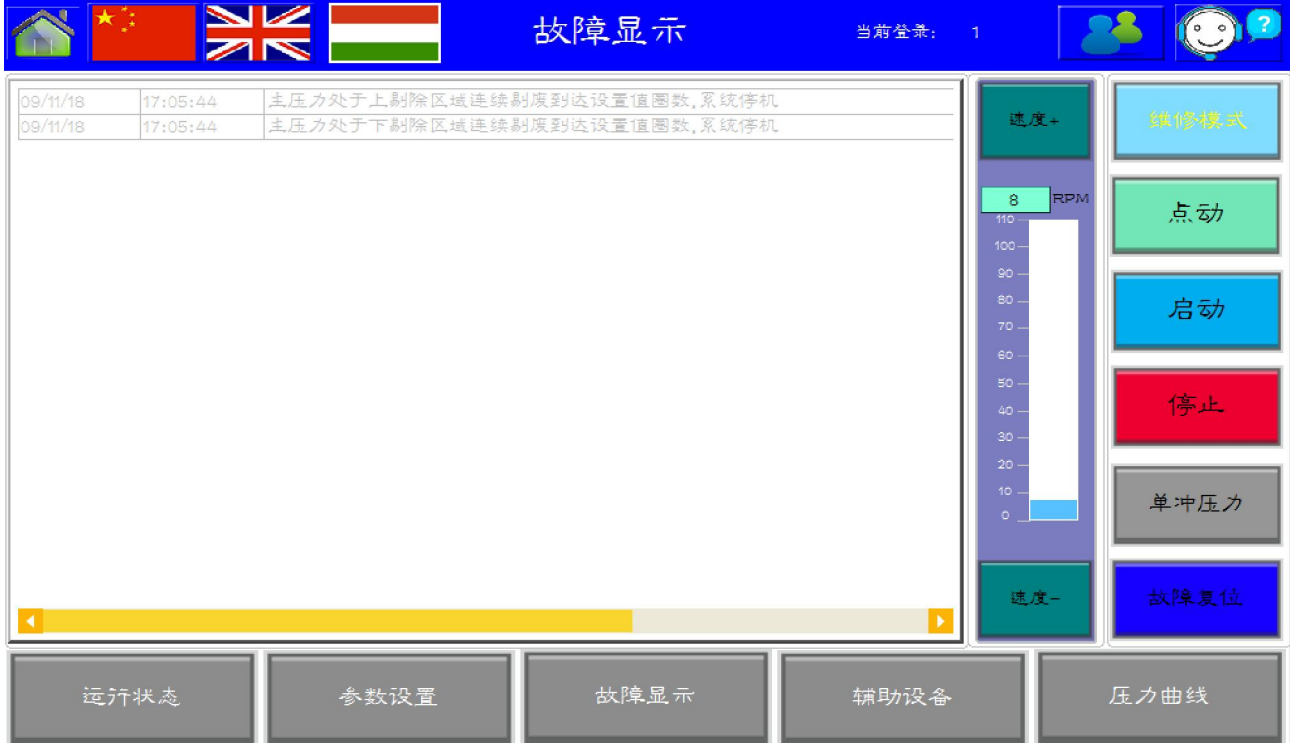 故障显示
当前登录: 1
?
09/11/18 17:05:44 主压力处于上剔除区域连续剔废到达设置值圈数,系统停机
09/11/18 17:05:44 主压力处于下剔除区域连续剔废到达设置值圈数,系统停机
速度+
8 RPM
110
100
90
80
70
60
50
40
30
20
10
0
速度-
维修模式
点动
启动
停止
单冲压力
故障复位
运行状态 参数设置 故障显示 辅助设备 压力曲线